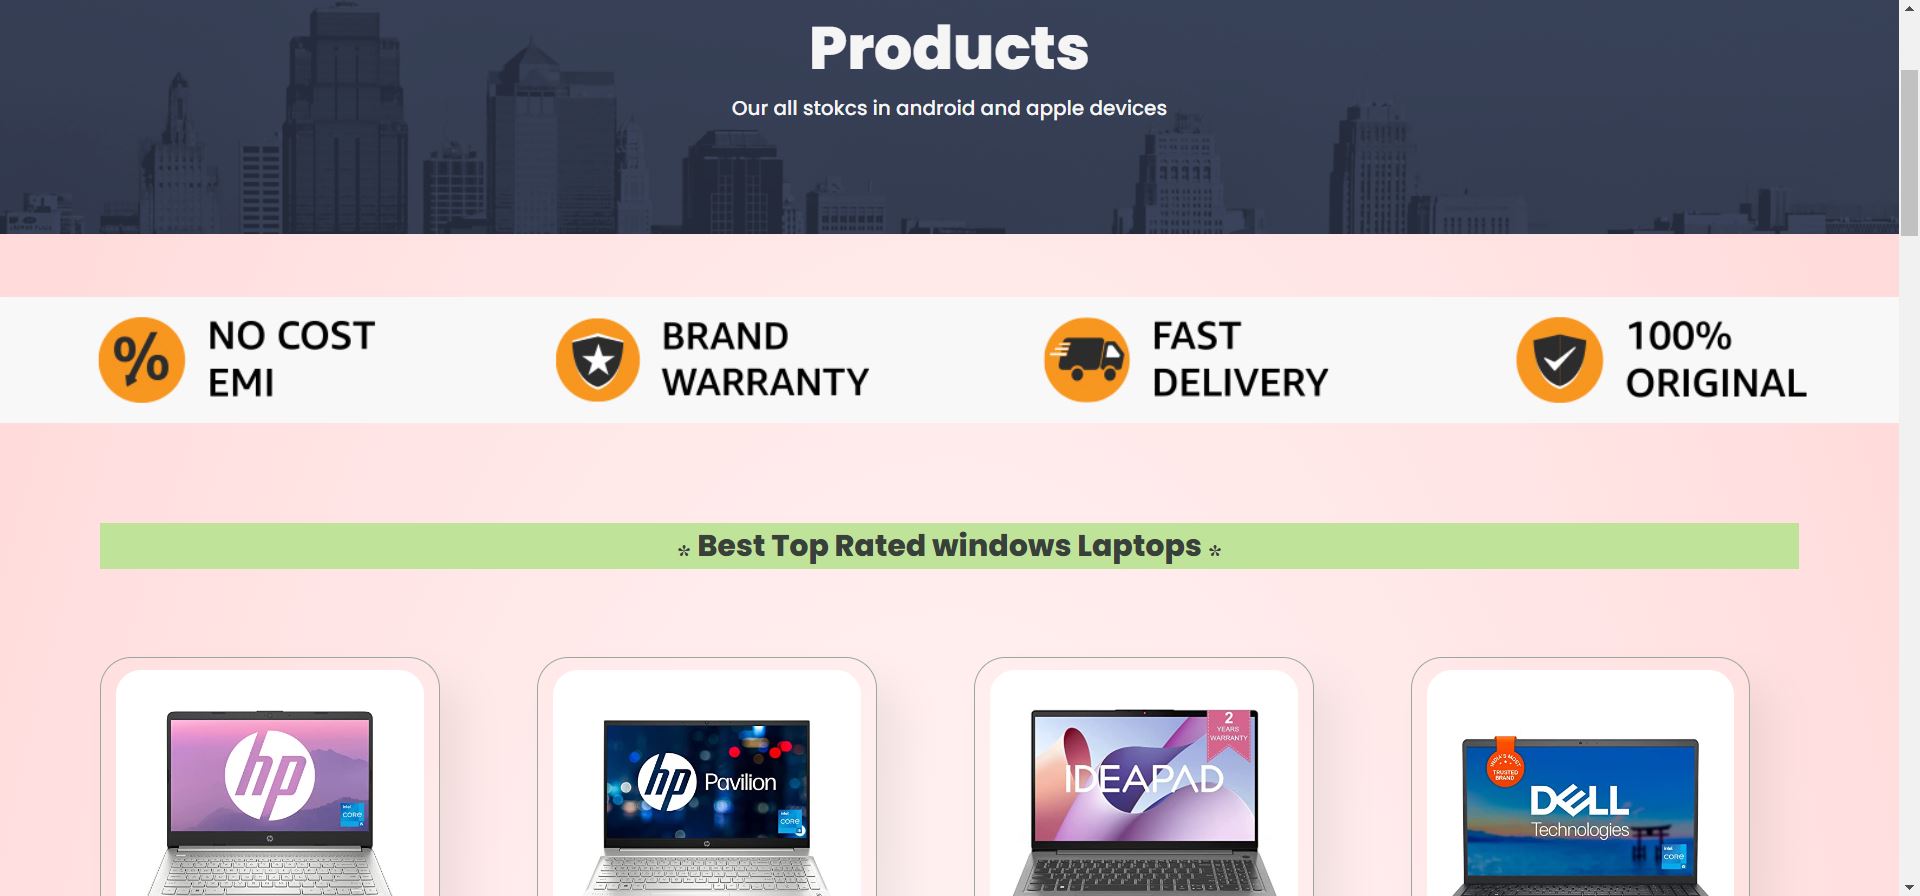 Products
Our all stokcs in android and apple devices
% NO COST
EMI
BRAND
WARRANTY
FAST
DELIVERY
100%
ORIGINAL
* Best Top Rated windows Laptops *
hp
intel
CORE
hp
hp Pavilion
intel
CORE
hp
2
YEARS
WARRANTY
IDEAPAD
INDIA'S MOST
TRUSTED
BRAND
DELL
Technologies
intel
CORE